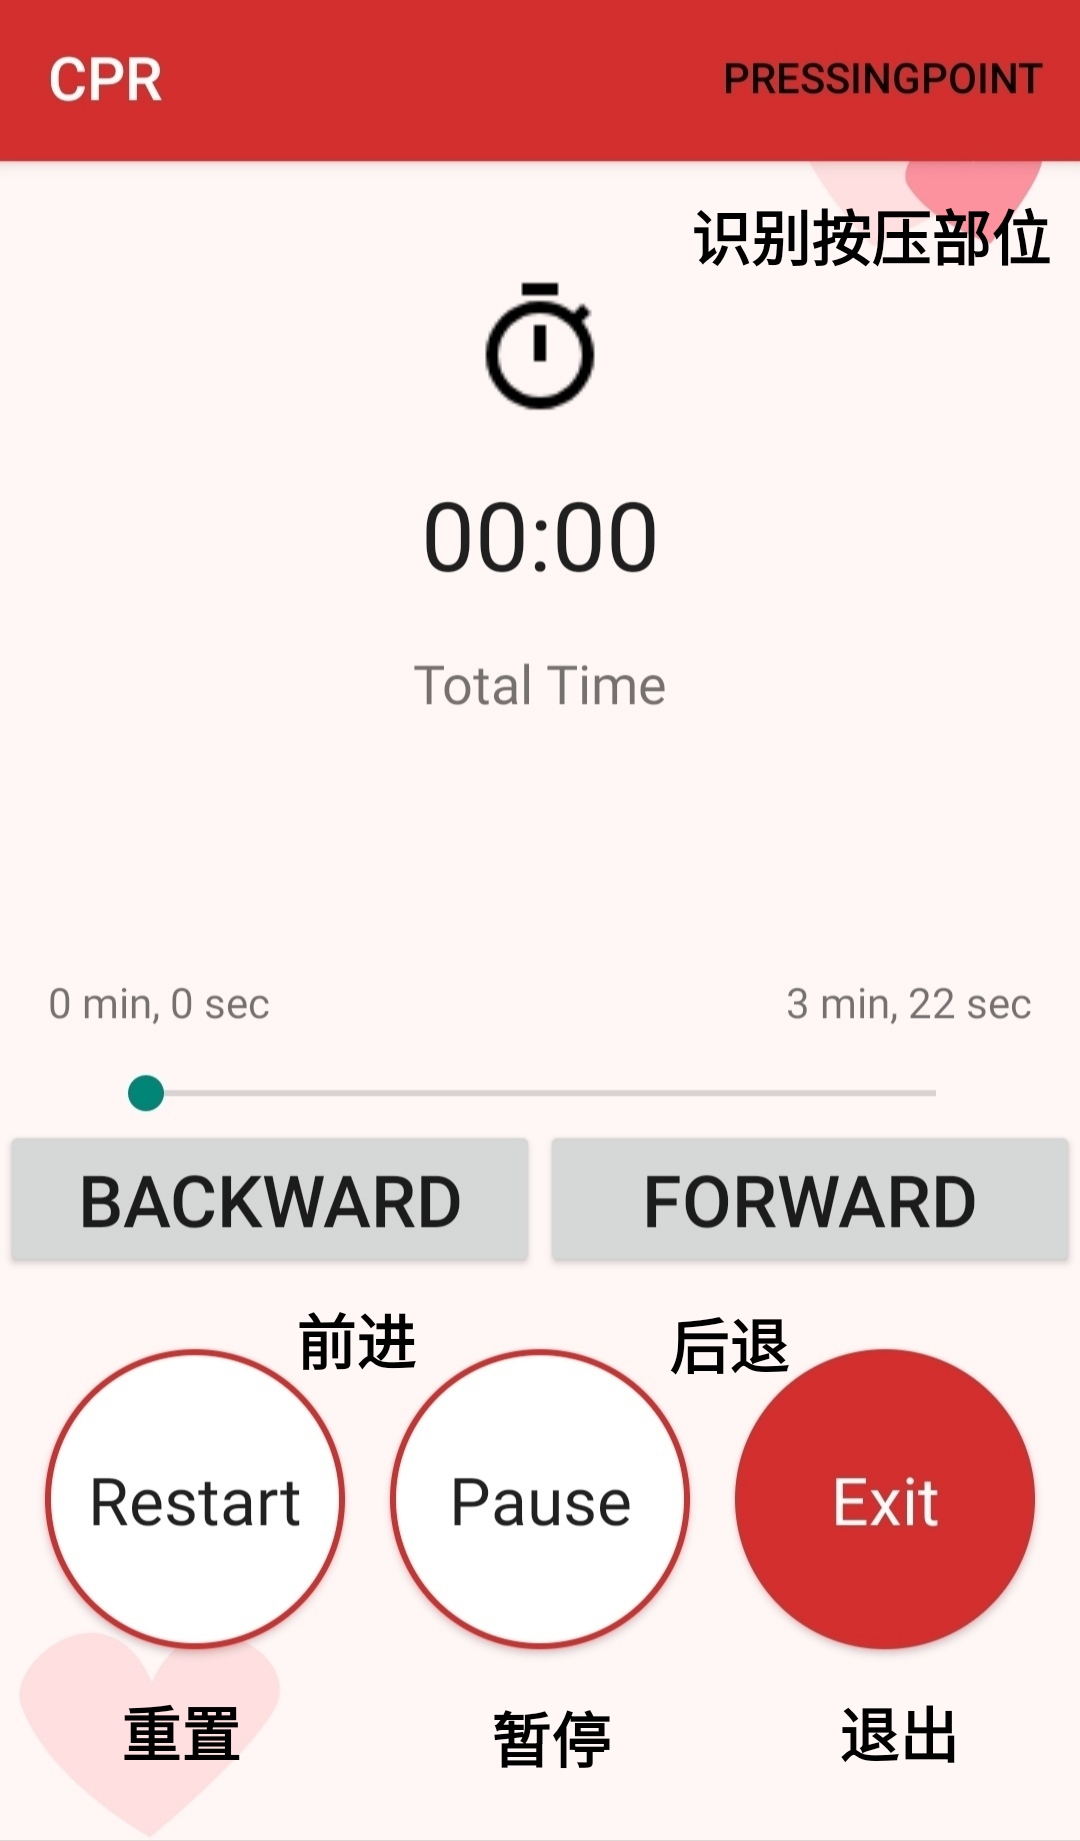 CPR
PRESSINGPOINT
识别按压部位
00:00
Total Time
0 min, 0 sec
3 min, 22 sec
BACKWARD
FORWARD
前进
后退
Restart
Pause
Exit
重置
暂停
退出